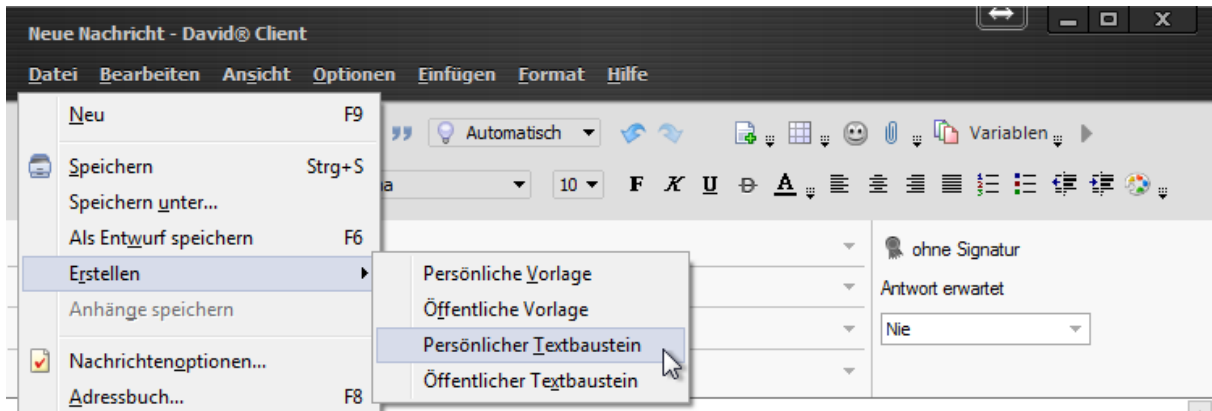 Neue Nachricht - David® Client
Datei Bearbeiten Ansicht Optionen Einfügen Format Hilfe
Neu F9
Automatisch
Variablen
Speichern Strg+S
10 F K U D A
Speichern unter...
Als Entwurf speichern F6
ohne Signatur
Erstellen
Persönliche Vorlage
Antwort erwartet
Anhänge speichern
Öffentliche Vorlage
Nie
Persönlicher Textbaustein
Nachrichtenoptionen...
Öffentlicher Textbaustein
Adressbuch... F8